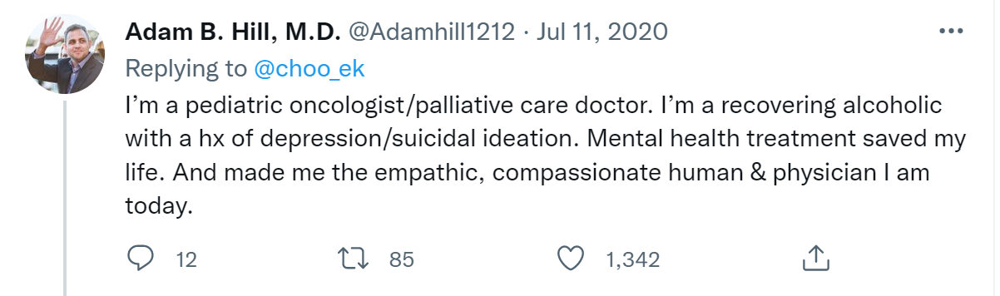 Adam B. Hill, M.D. @Adamhill1212 · Jul 11, 2020
Replying to @choo_ek
I’m a pediatric oncologist/palliative care doctor. I’m a recovering alcoholic
with a hx of depression/suicidal ideation. Mental health treatment saved my
life. And made me the empathic, compassionate human & physician I am
today.
12 85 1,342